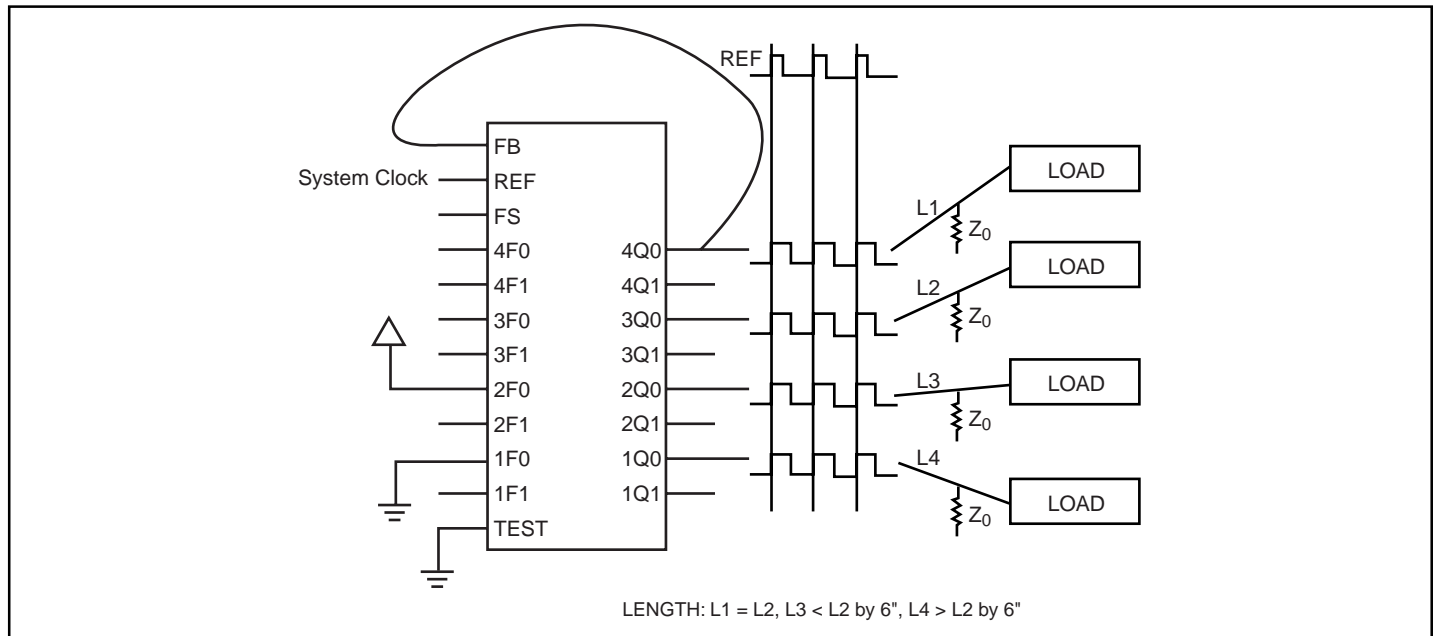 REF
FB
System Clock
REF
FS
4F0
4Q0
4F1
4Q1
3F0
3Q0
3F1
3Q1
2F0
2Q0
2F1
2Q1
1F0
1Q0
1F1
1Q1
TEST
L1
Z0
LOAD
L2
Z0
LOAD
L3
Z0
LOAD
L4
Z0
LOAD
LENGTH: L1 = L2, L3 < L2 by 6", L4 > L2 by 6"